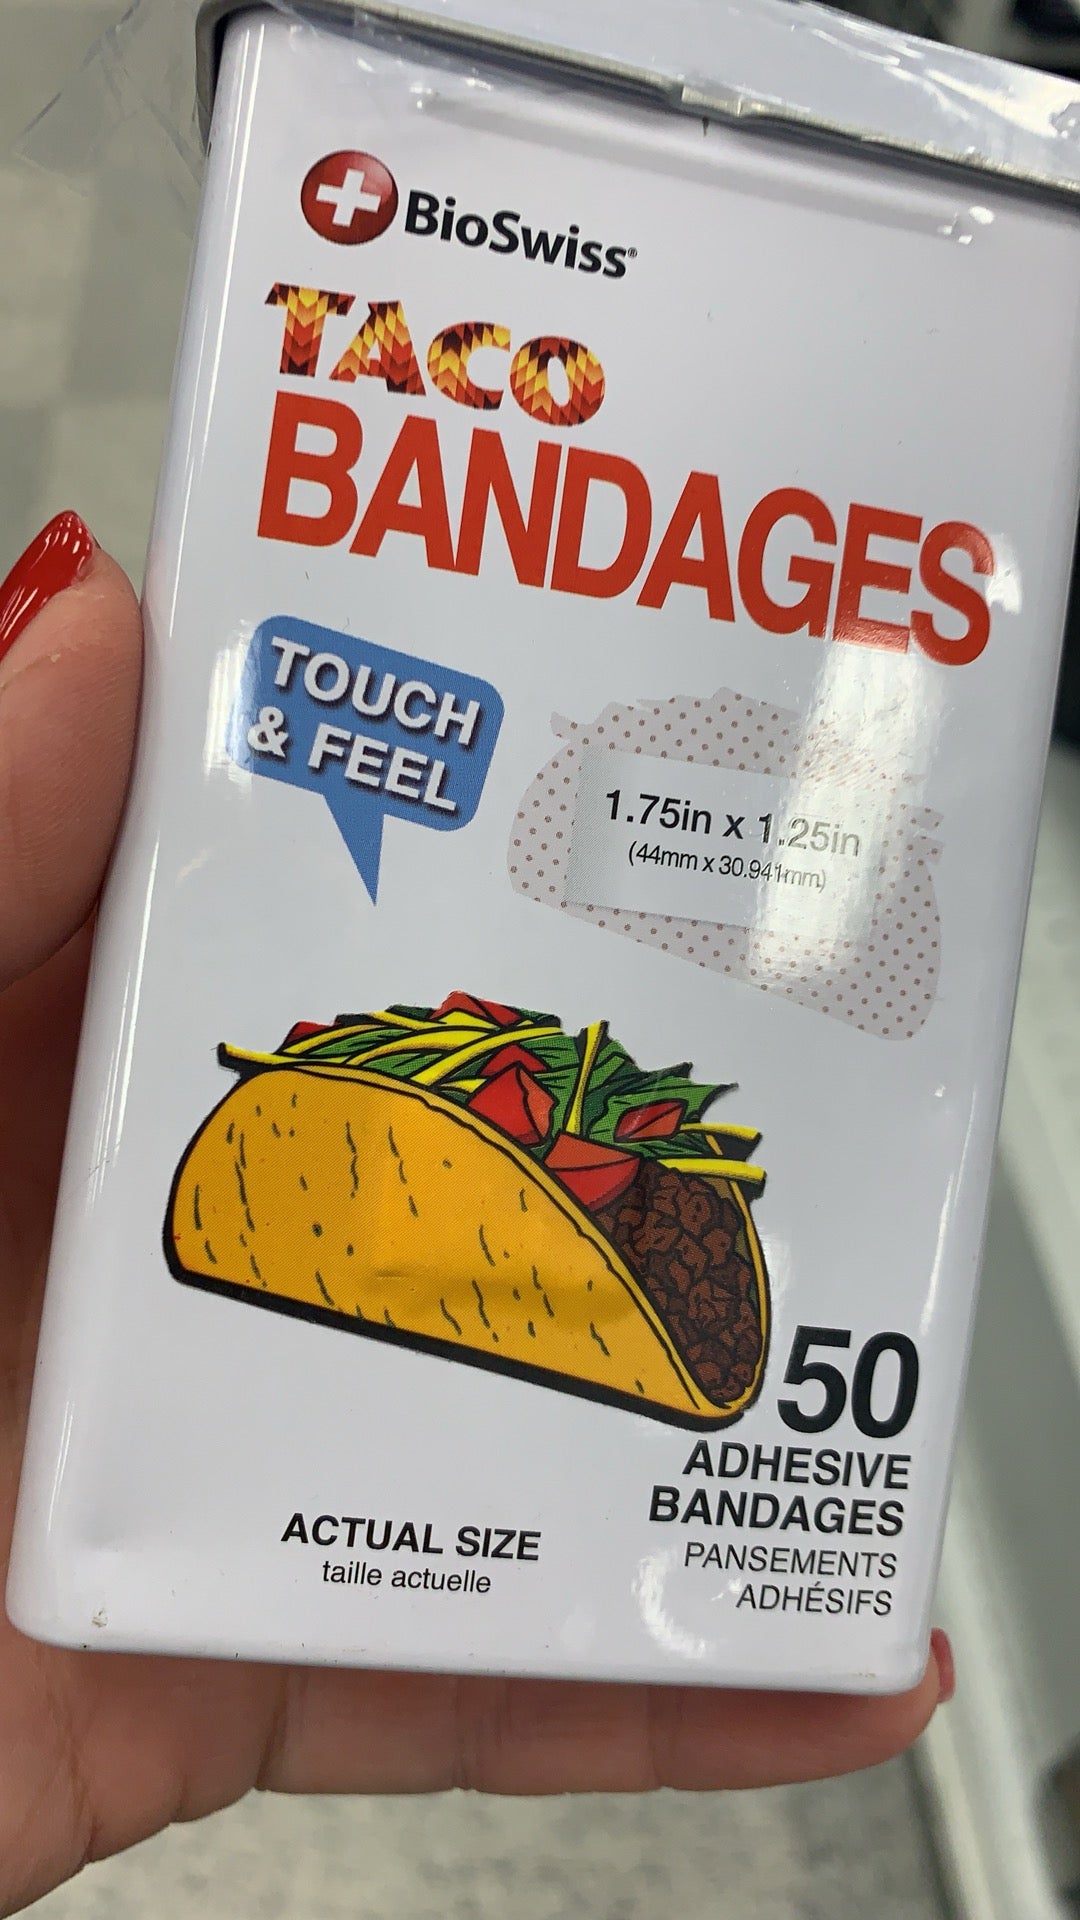 BioSwiss®
TACO
BANDAGES
TOUCH
& FEEL
1.75in x 1.25in
(44mm x 30.941mm)
50
ADHESIVE
BANDAGES
PANSEMENTS
ADHÉSIFS
ACTUAL SIZE
taille actuelle